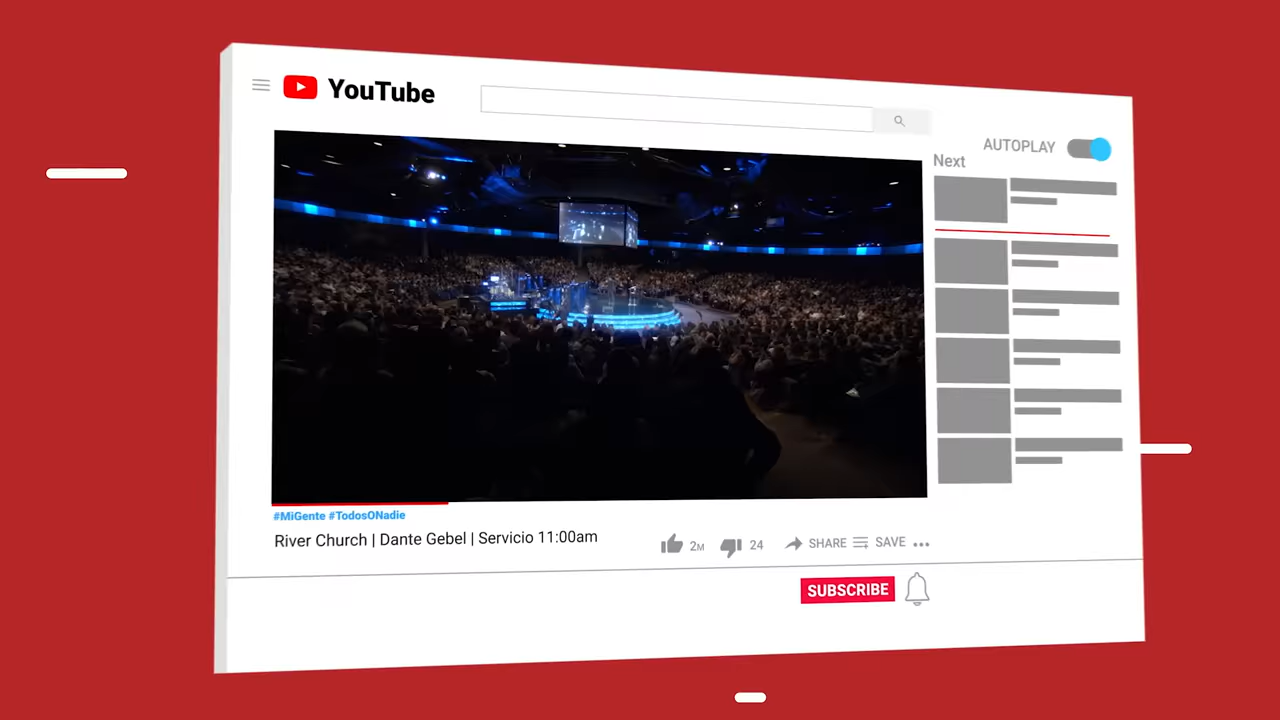 YouTube
AUTOPLAY
Next
#MiGente #TodosONadie
River Church | Dante Gebel | Servicio 11:00am
2M
24
SHARE
SAVE
SUBSCRIBE